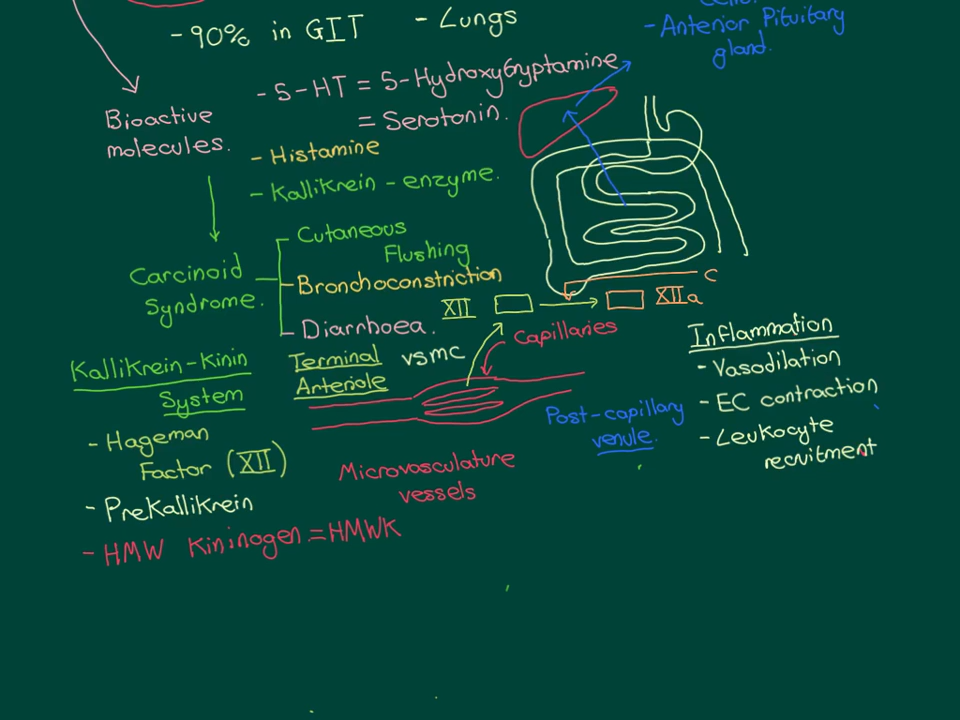 - 90% in GIT
- Lungs
- Anterior Pituitary
gland.
- 5-HT = 5-Hydroxytryptamine
= Serotonin.
Bioactive
molecules.
- Histamine
- Kallikrein - enzyme.
Carcinoid
Syndrome.
Cutaneous
Flushing
- Bronchoconstriction
- Diarrhoea.
XII
XIIa
C
Kallikrein-Kinin
System
- Hageman
Factor (XII)
- Prekallikrein
- HMW Kininogen = HMWK
Terminal
Arteriole
vsmc
Capillaries
Microvasculature
vessels
Post-capillary
venule.
Inflammation
- Vasodilation
- EC contraction
- Leukocyte
recruitment